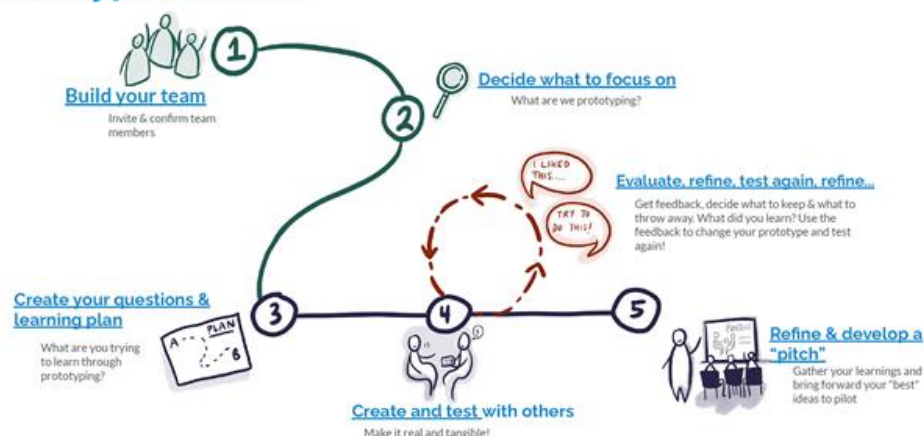 1
Build your team
Invite & confirm team
members
2
Decide what to focus on
What are we prototyping?
I LIKED
THIS....
TRY TO
DO THIS!
Evaluate, refine, test again, refine...
Get feedback, decide what to keep & what to
throw away. What did you learn? Use the
feedback to change your prototype and test
again!
Create your questions &
learning plan
What are you trying
to learn through
prototyping?
PLAN
A
B
3
4
5
Create and test with others
Make it real and tangible!
Refine & develop a
"pitch"
Gather your learnings and
bring forward your "best"
ideas to pilot